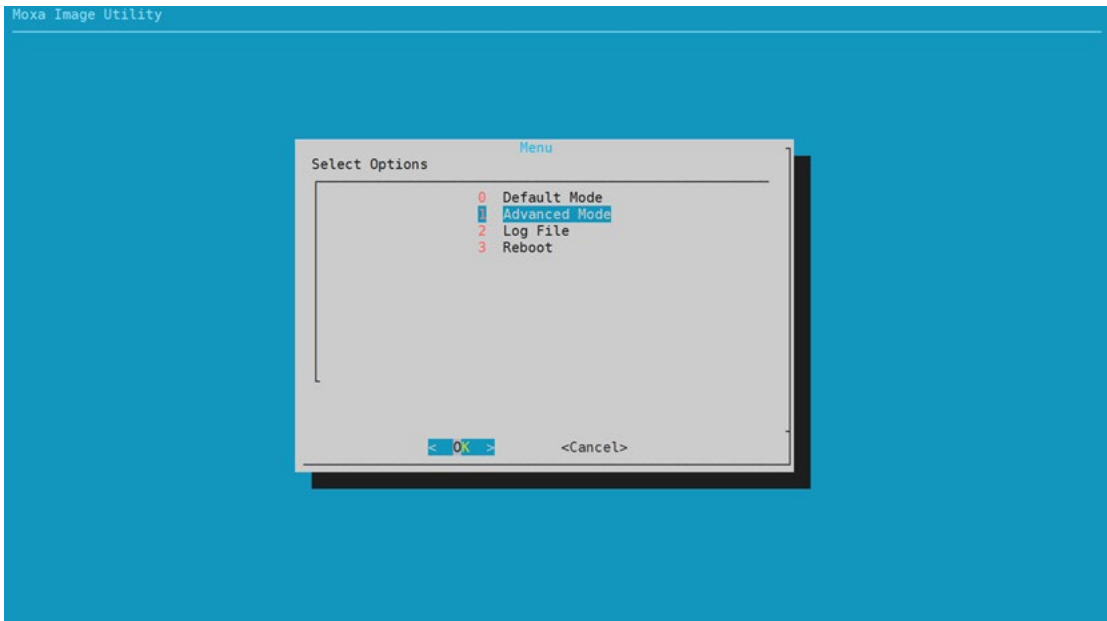 Moxa Image Utility
Menu
Select Options
0 Default Mode
1 Advanced Mode
2 Log File
3 Reboot
< OK > <Cancel>